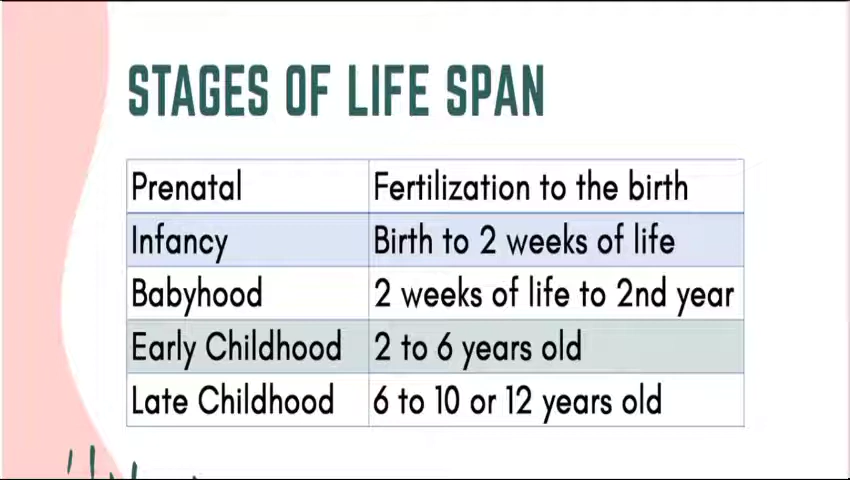 STAGES OF LIFE SPAN
Prenatal Fertilization to the birth
Infancy Birth to 2 weeks of life
Babyhood 2 weeks of life to 2nd year
Early Childhood 2 to 6 years old
Late Childhood 6 to 10 or 12 years old